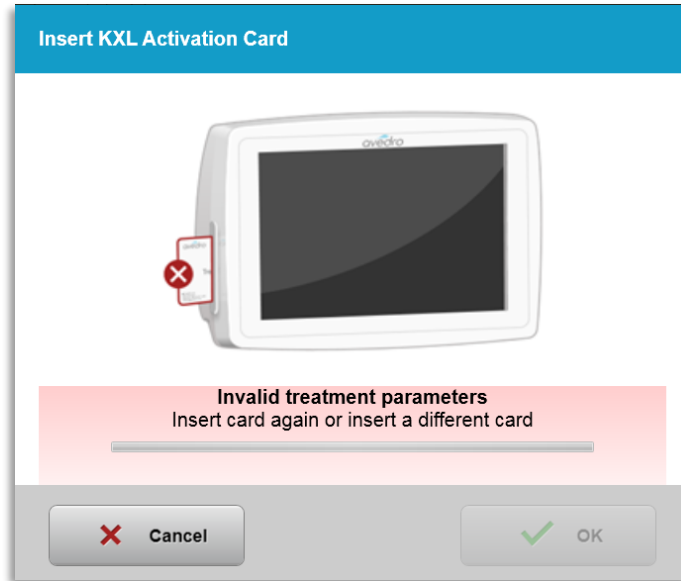 Insert KXL Activation Card
avedro
avedro
Invalid treatment parameters
Insert card again or insert a different card
Cancel
OK